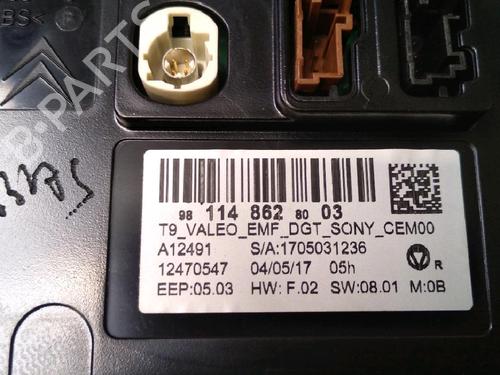 BS<
B-PARTS
98 114 862 80 03
T9_VALEO_EMF_DGT_SONY_CEM00
A12491 S/A:1705031236
12470547 04/05/17 05h
R
EEP:05.03 HW: F.02 SW:08.01 M:0B